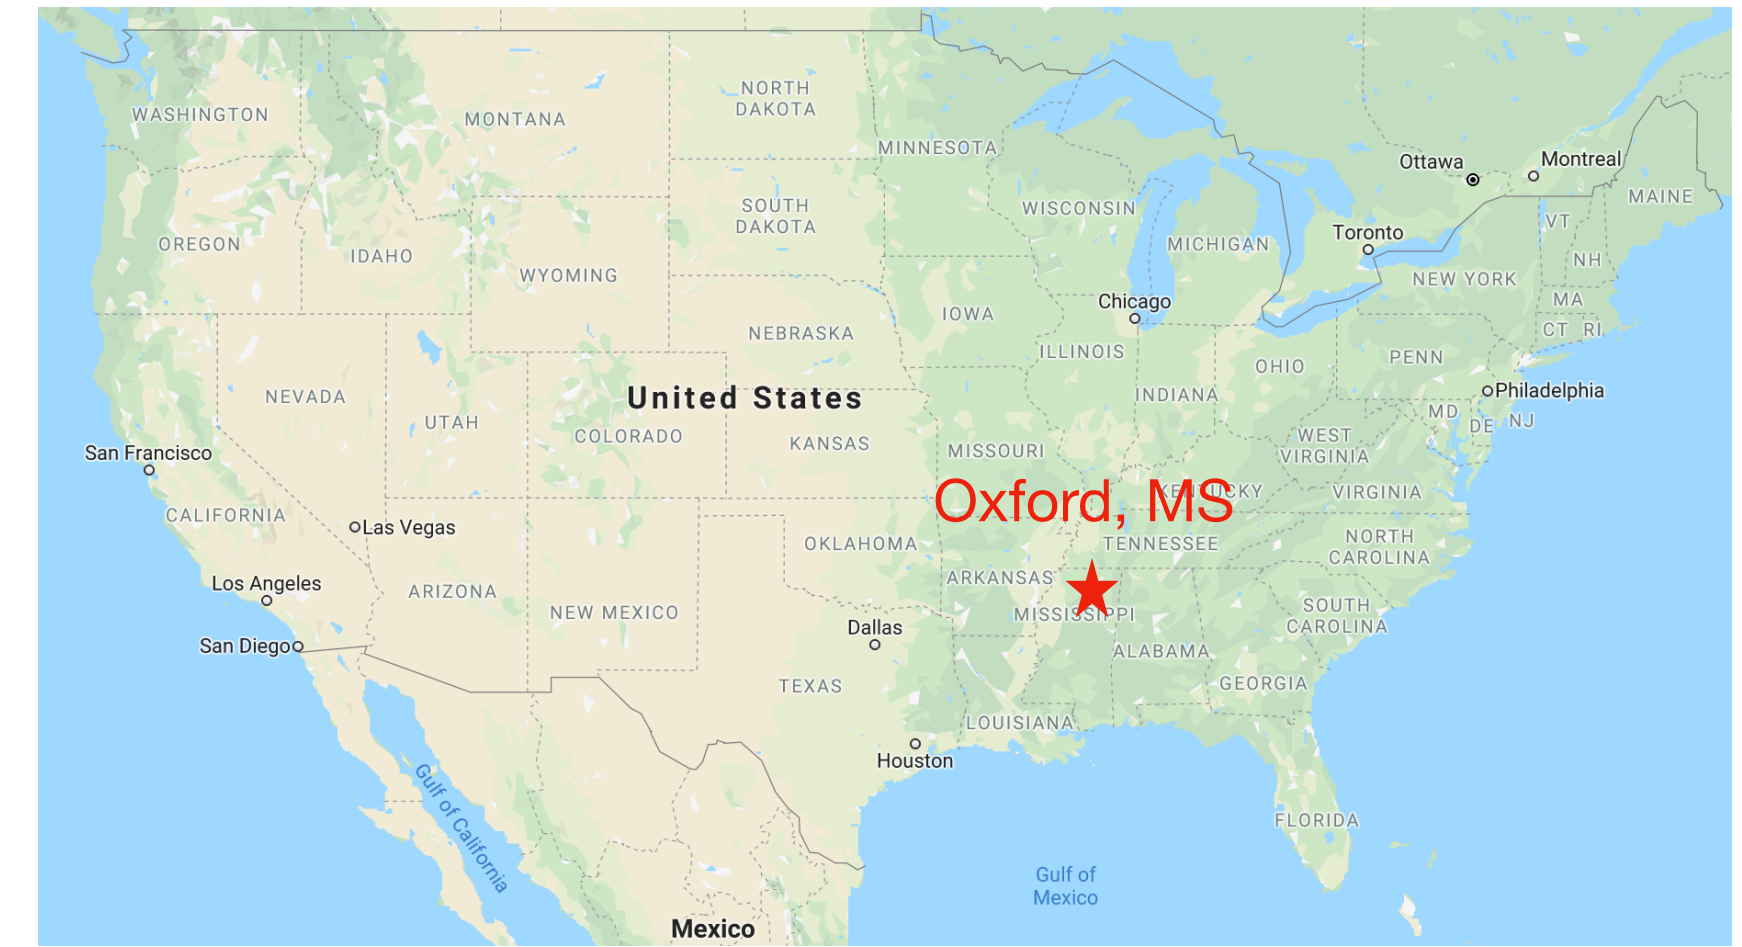 WASHINGTON
MONTANA
NORTH
DAKOTA
MINNESOTA
Ottawa
Montreal
MAINE
OREGON
IDAHO
WYOMING
SOUTH
DAKOTA
WISCONSIN
MICHIGAN
Toronto
VT
NH
NEW YORK
MA
CT RI
NEBRASKA
IOWA
Chicago
ILLINOIS
INDIANA
OHIO
PENN
Philadelphia
MD
DE
NJ
NEVADA
UTAH
United States
COLORADO
KANSAS
MISSOURI
WEST
VIRGINIA
KENTUCKY
VIRGINIA
San Francisco
CALIFORNIA
Las Vegas
Oxford, MS
OKLAHOMA
TENNESSEE
NORTH
CAROLINA
Los Angeles
ARIZONA
NEW MEXICO
ARKANSAS
MISSISSIPPI
SOUTH
CAROLINA
San Diego
Dallas
ALABAMA
TEXAS
GEORGIA
LOUISIANA
Houston
Gulf of California
FLORIDA
Gulf of
Mexico
Mexico